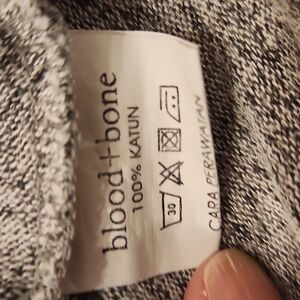 blood+bone
100% KATUN
30
CARA PERAWATAN